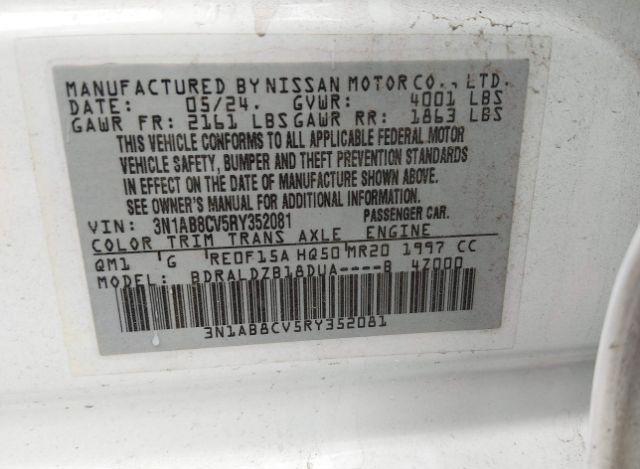 MANUFACTURED BY NISSAN MOTOR CO., LTD.
DATE: 05/24. GVWR: 4001 LBS
GAWR FR: 2161 LBS GAWR RR: 1863 LBS
THIS VEHICLE CONFORMS TO ALL APPLICABLE FEDERAL MOTOR
VEHICLE SAFETY, BUMPER AND THEFT PREVENTION STANDARDS
IN EFFECT ON THE DATE OF MANUFACTURE SHOWN ABOVE.
SEE OWNER'S MANUAL FOR ADDITIONAL INFORMATION.
VIN: 3N1AB8CV5RY352081 PASSENGER CAR.
COLOR TRIM TRANS AXLE ENGINE
QM1 G RE0F15A HQ50 MR20 1997 CC
MODEL: BDRALDZB18DUA----B 47000
3N1AB8CV5RY352081